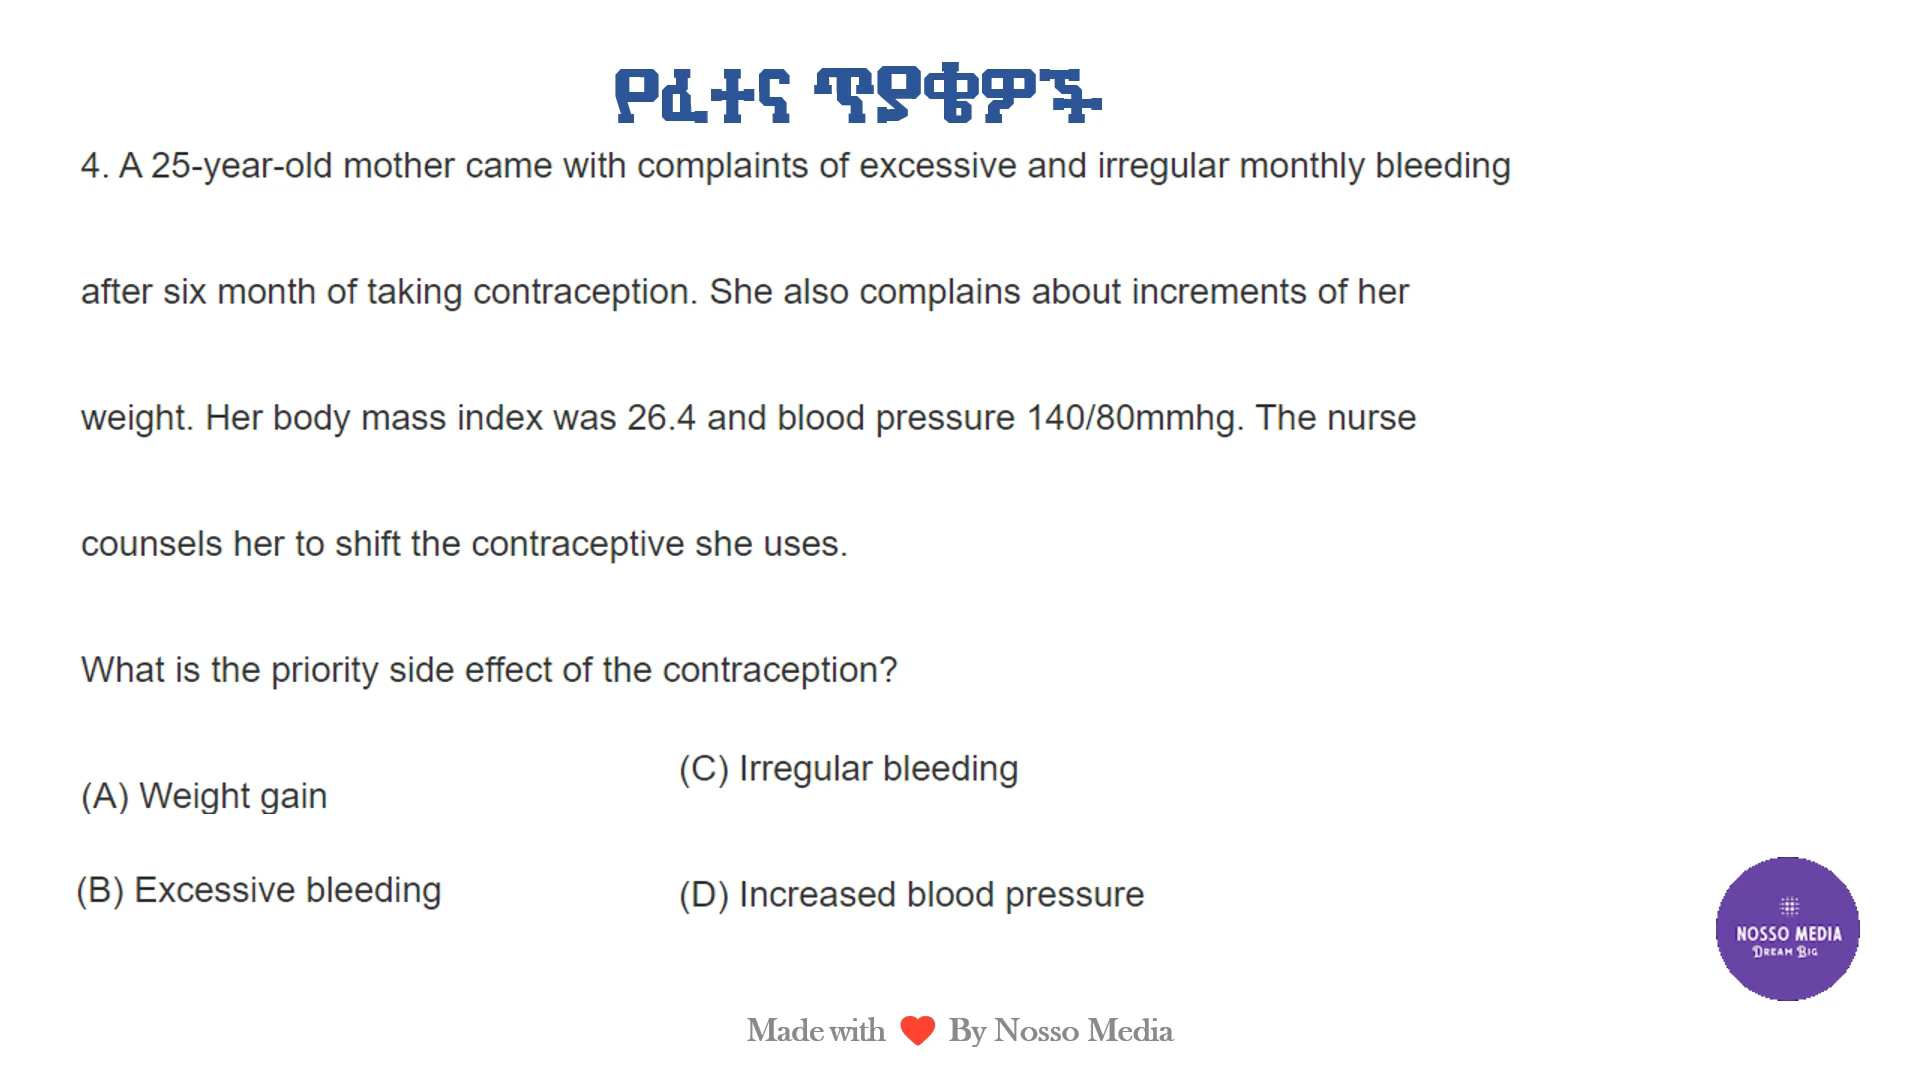 የፈተና ጥያቄዎች
4. A 25-year-old mother came with complaints of excessive and irregular monthly bleeding
after six month of taking contraception. She also complains about increments of her
weight. Her body mass index was 26.4 and blood pressure 140/80mmhg. The nurse
counsels her to shift the contraceptive she uses.
What is the priority side effect of the contraception?
(A) Weight gain
(B) Excessive bleeding
(C) Irregular bleeding
(D) Increased blood pressure
NOSSO MEDIA
DREAM BIG
Made with ❤ By Nosso Media